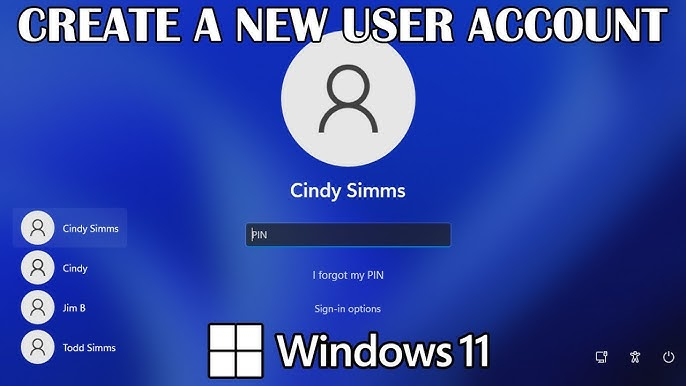 CREATE A NEW USER ACCOUNT
Cindy Simms
PIN
I forgot my PIN
Sign-in options
Cindy Simms
Cindy
Jim B
Todd Simms
Windows 11